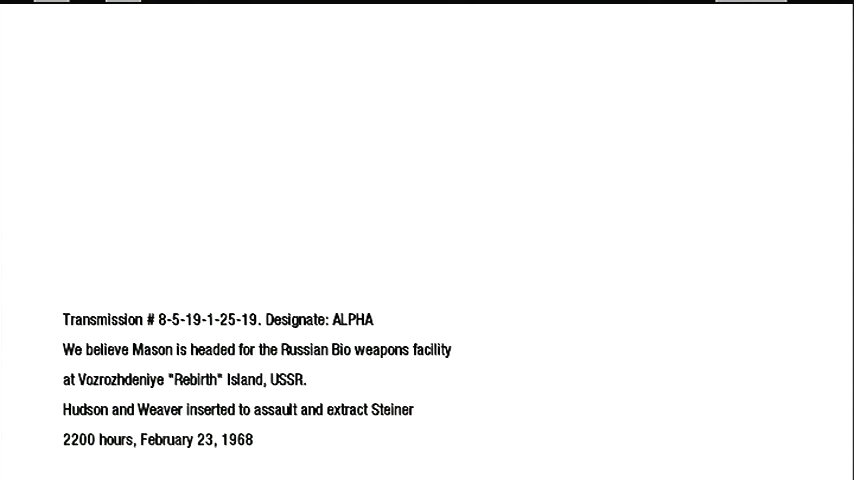 Transmission # 8-5-19-1-25-19. Designate: ALPHA
We believe Mason is headed for the Russian Bio weapons facility
at Vozrozhdeniye "Rebirth" Island, USSR.
Hudson and Weaver inserted to assault and extract Steiner
2200 hours, February 23, 1968